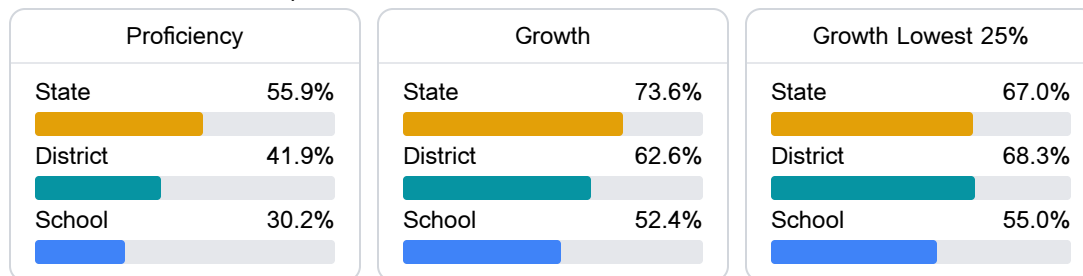 Proficiency
State 55.9%
District 41.9%
School 30.2%
Growth
State 73.6%
District 62.6%
School 52.4%
Growth Lowest 25%
State 67.0%
District 68.3%
School 55.0%